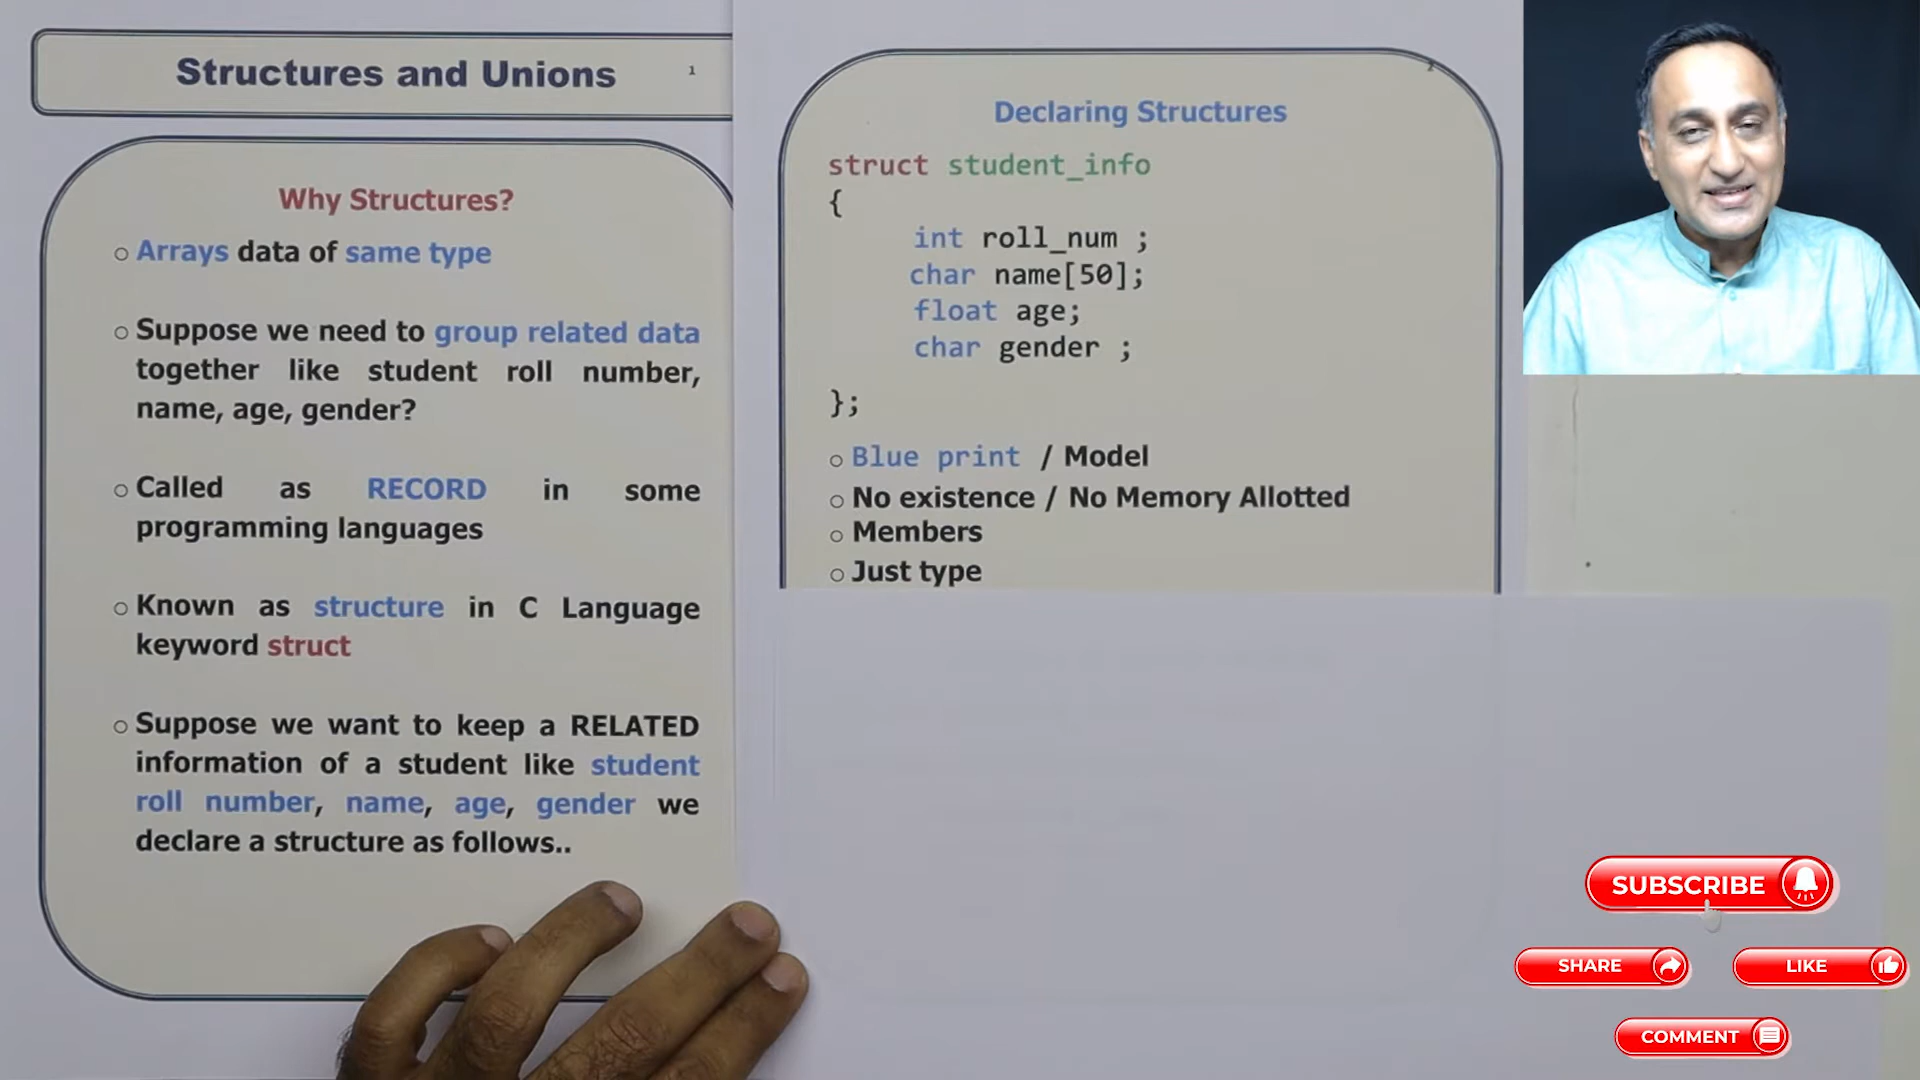 Structures and Unions
1
Why Structures?
Arrays data of same type
Suppose we need to group related data
together like student roll number,
name, age, gender?
Called as RECORD in some
programming languages
Known as structure in C Language
keyword struct
Suppose we want to keep a RELATED
information of a student like student
roll number, name, age, gender we
declare a structure as follows..
2
Declaring Structures
struct student_info
{
int roll_num ;
char name[50];
float age;
char gender ;
};
Blue print / Model
No existence / No Memory Allotted
Members
Just type
SUBSCRIBE
SHARE
LIKE
COMMENT